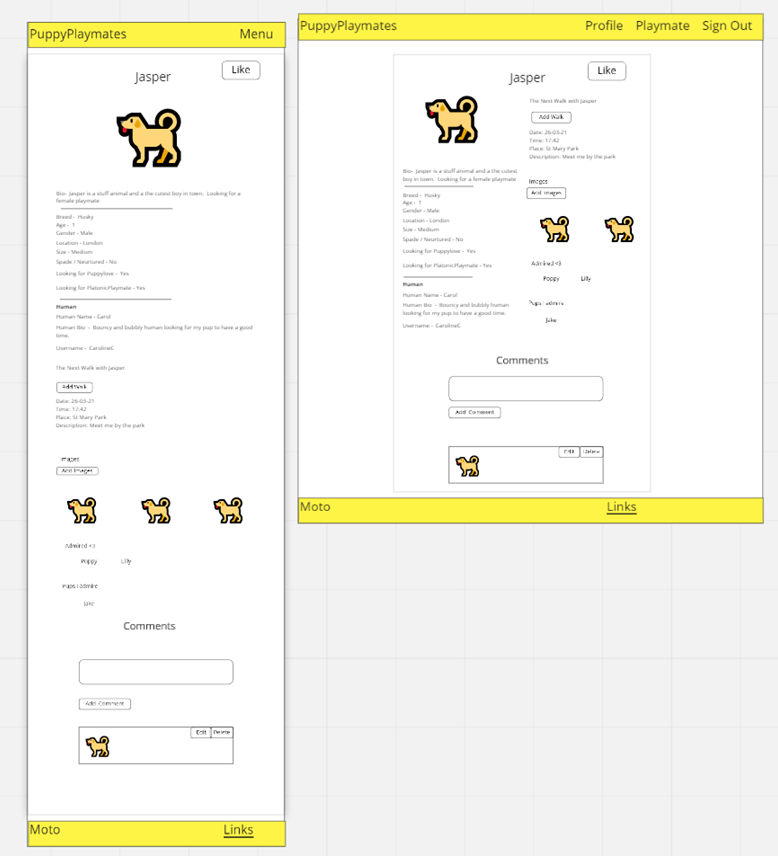 PuppyPlaymates Menu
Jasper
Like
Bio- Jasper is a stuff animal and a the cutest boy in town. Looking for a
female playmate
Breed - Husky
Age - 1
Gender - Male
Location - London
Size - Medium
Spade / Neurtured - No
Looking for Puppylove - Yes
Looking for PlatonicPlaymate - Yes
Human
Human Name - Carol
Human Bio - Bouncy and bubbly human looking for my pup to have a good
time.
Username - CarolineC
The Next Walk with Jasper
Add Walk
Date: 26-03-21
Time: 17:42
Place: St Mary Park
Description: Meet me by the park
Images
Add Images
Admired <3
Poppy Lilly
Pups I admire
Jake
Comments
Add Comment
Edit Delete
Moto Links
PuppyPlaymates Profile Playmate Sign Out
Jasper
Like
Bio- Jasper is a stuff animal and a the cutest boy
in town. Looking for a female playmate
Breed - Husky
Age - 1
Gender - Male
Location - London
Size - Medium
Spade / Neurtured - No
Looking for Puppylove - Yes
Looking for PlatonicPlaymate - Yes
Human
Human Name - Carol
Human Bio - Bouncy and bubbly human
looking for my pup to have a good time.
Username - CarolineC
The Next Walk with Jasper
Add Walk
Date: 26-03-21
Time: 17:42
Place: St Mary Park
Description: Meet me by the park
Images
Add Images
Admired <3
Poppy Lilly
Pups I admire
Jake
Comments
Add Comment
Edit Delete
Moto Links